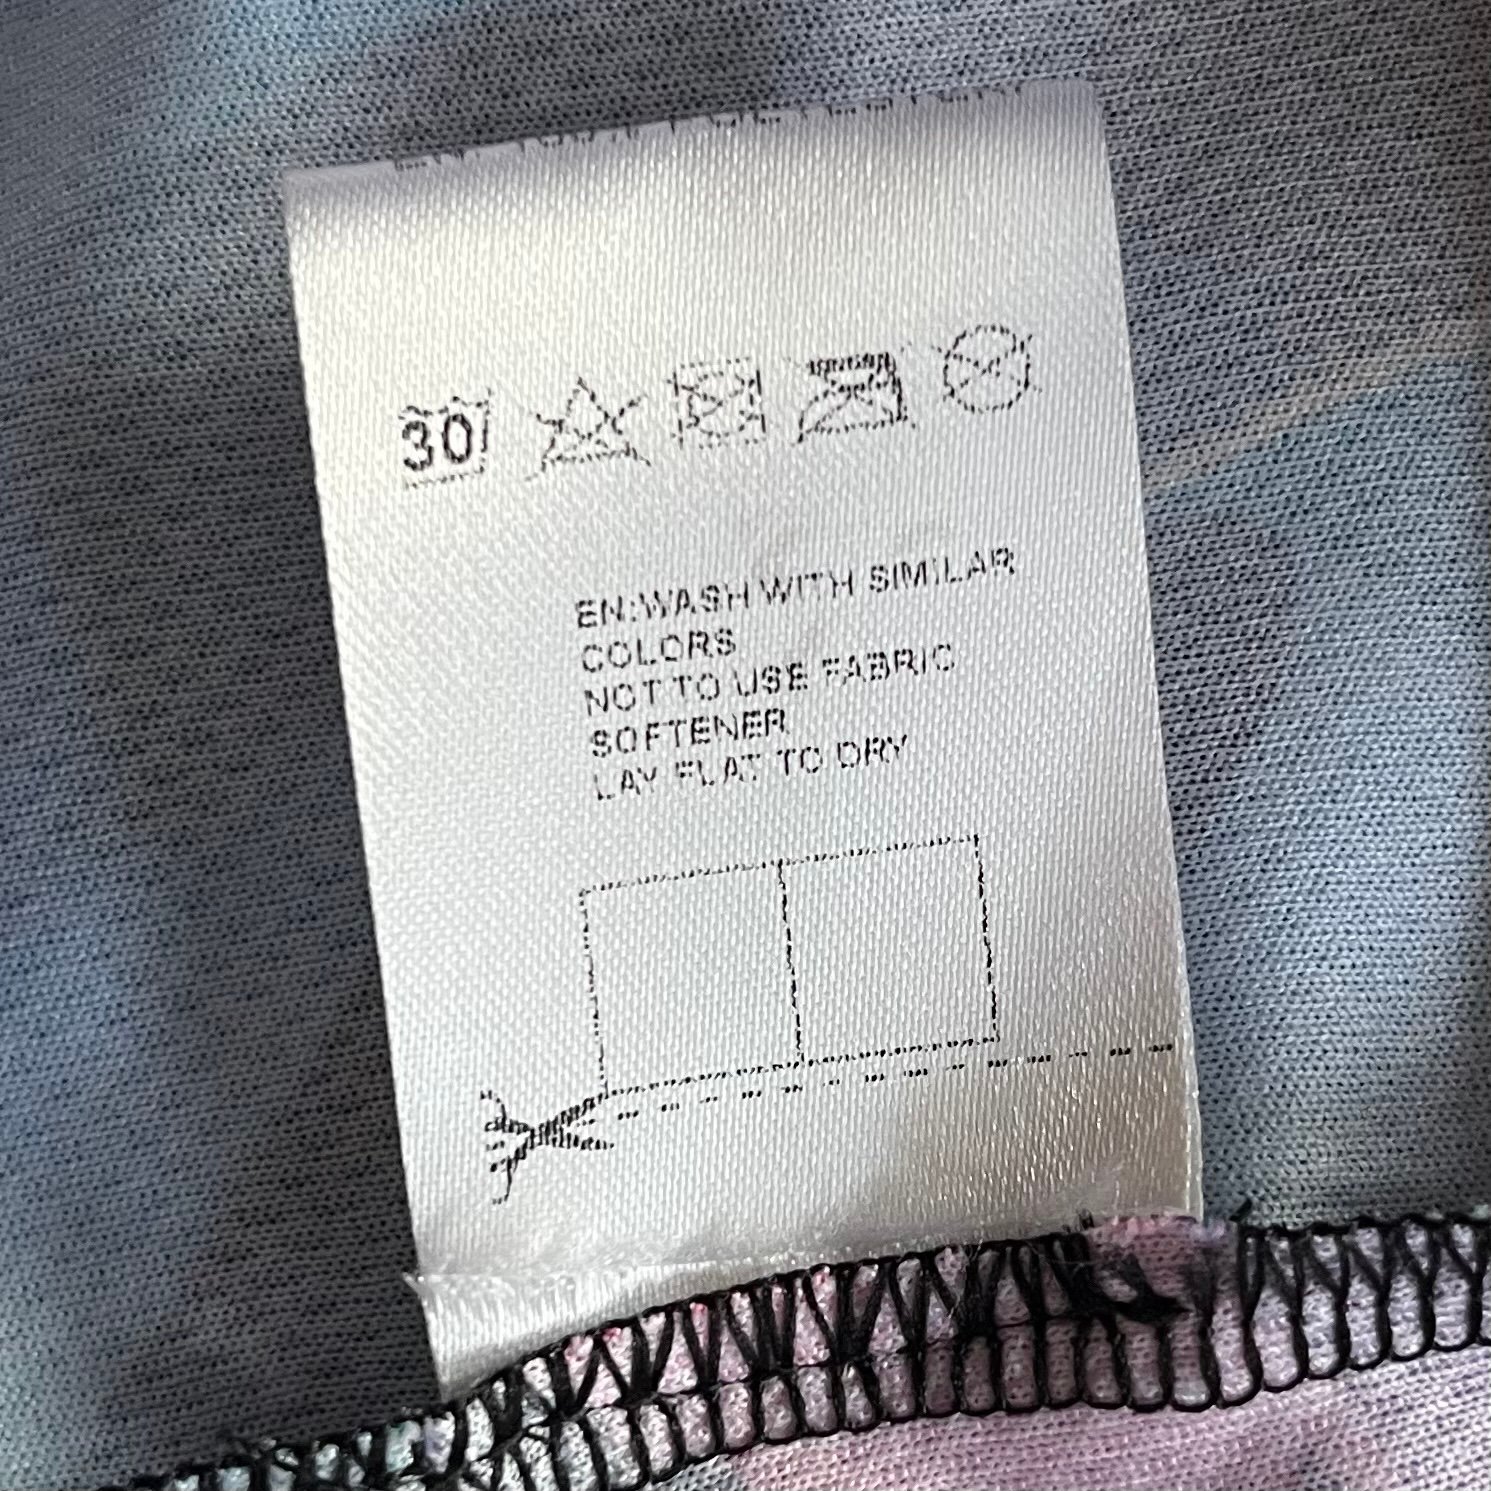 30
EN:WASH WITH SIMILAR
COLORS
NOT TO USE FABRIC
SOFTENER
LAY FLAT TO DRY